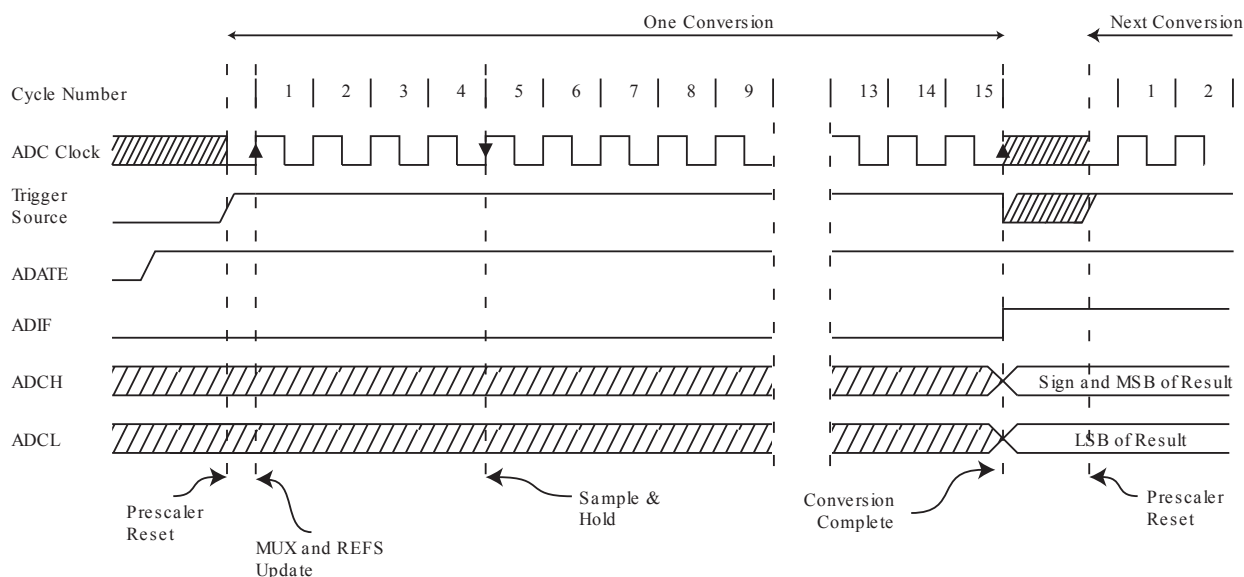 One Conversion
Next Conversion
Cycle Number
1 2 3 4 5 6 7 8 9 13 14 15 1 2
ADC Clock
Trigger
Source
ADATE
ADIF
ADCH
Sign and MSB of Result
ADCL
LSB of Result
Prescaler
Reset
MUX and REFS
Update
Sample &
Hold
Conversion
Complete
Prescaler
Reset